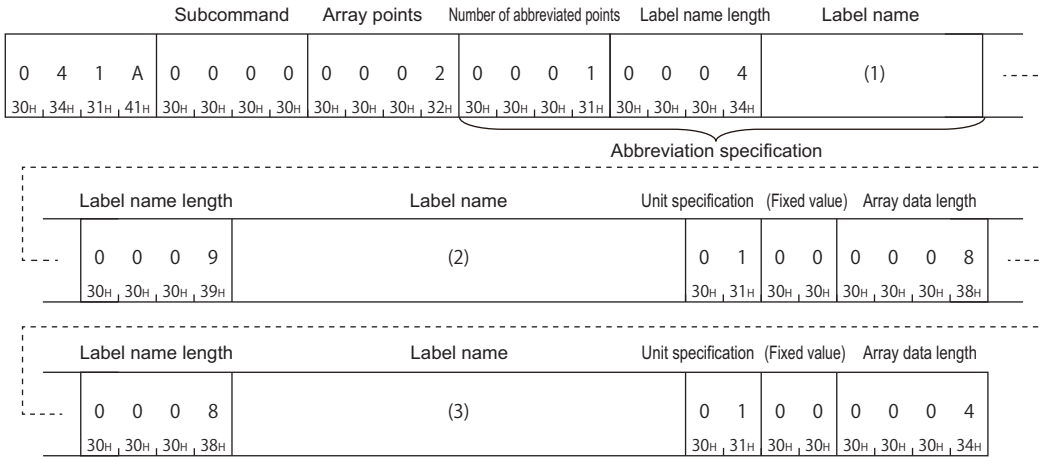 Subcommand Array points Number of abbreviated points Label name length Label name
0 4 1 A 0 0 0 0 0 0 0 2 0 0 0 1 0 0 0 4 (1)
30H 34H 31H 41H 30H 30H 30H 30H 30H 30H 30H 32H 30H 30H 30H 31H 30H 30H 30H 34H
Abbreviation specification
Label name length Label name Unit specification (Fixed value) Array data length
0 0 0 9 (2) 0 1 0 0 0 0 0 8
30H 30H 30H 39H 30H 31H 30H 30H 30H 30H 30H 38H
Label name length Label name Unit specification (Fixed value) Array data length
0 0 0 8 (3) 0 1 0 0 0 0 0 4
30H 30H 30H 38H 30H 31H 30H 30H 30H 30H 30H 34H